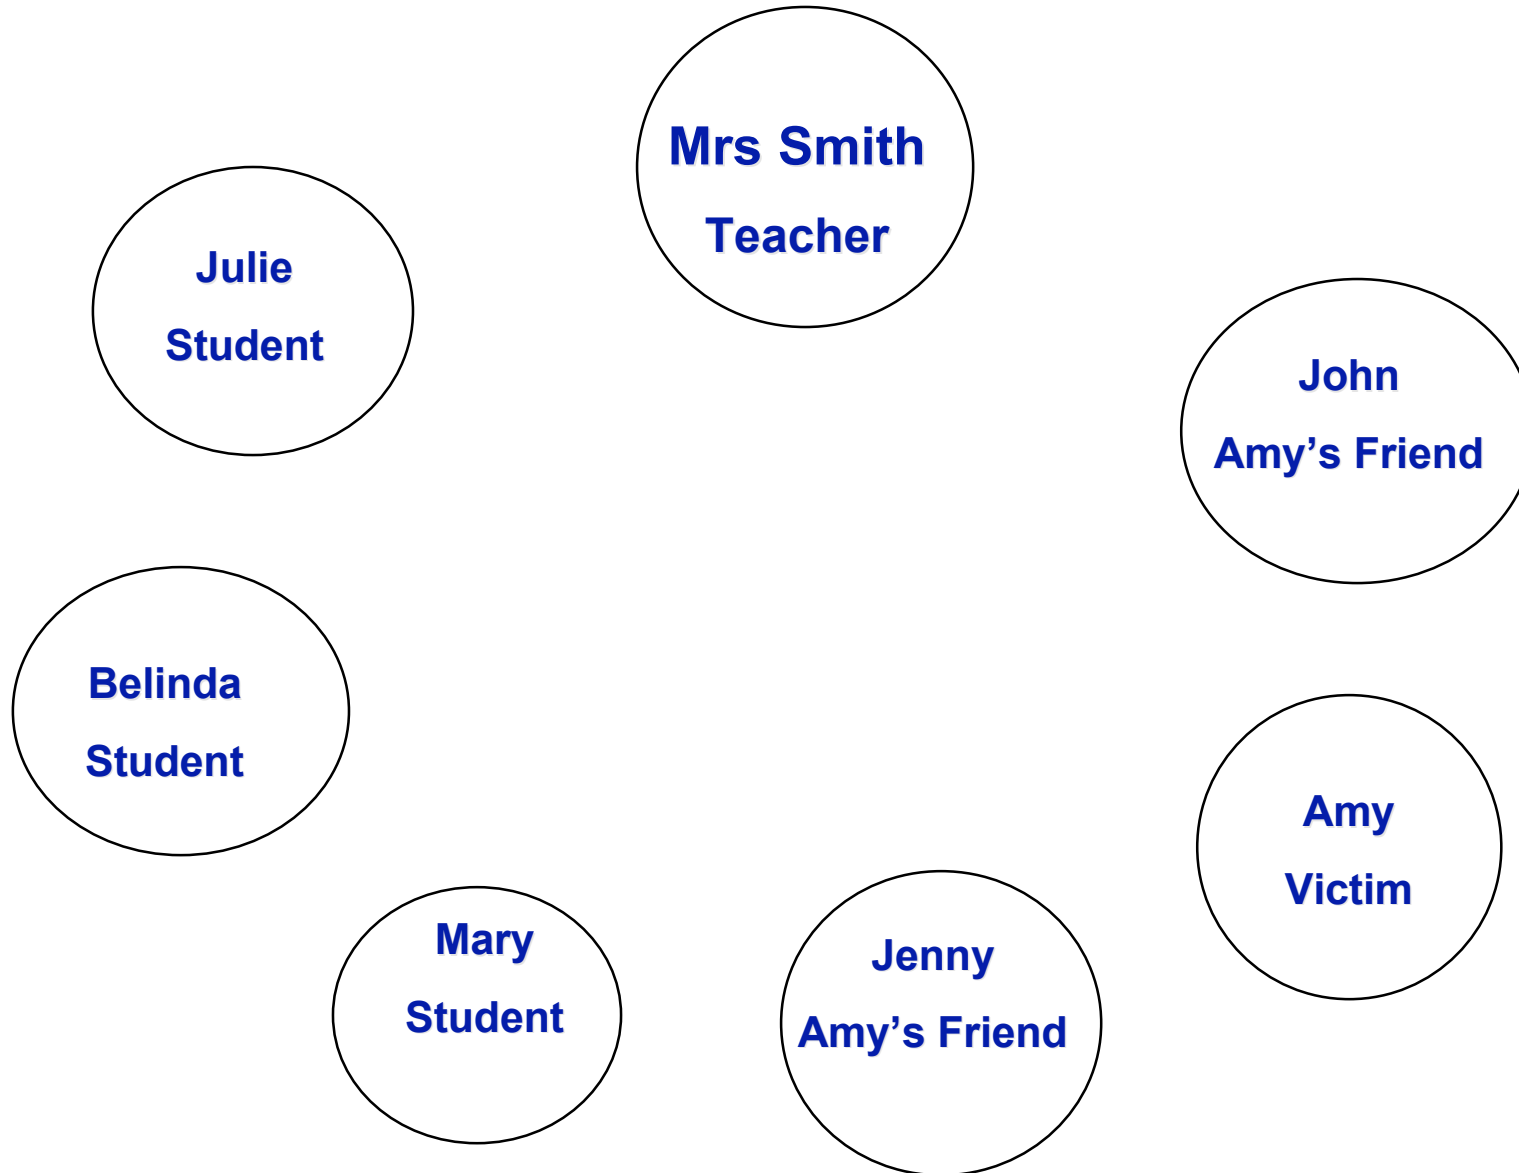 Mrs Smith
Teacher
Julie
Student
John
Amy’s Friend
Belinda
Student
Amy
Victim
Mary
Student
Jenny
Amy’s Friend